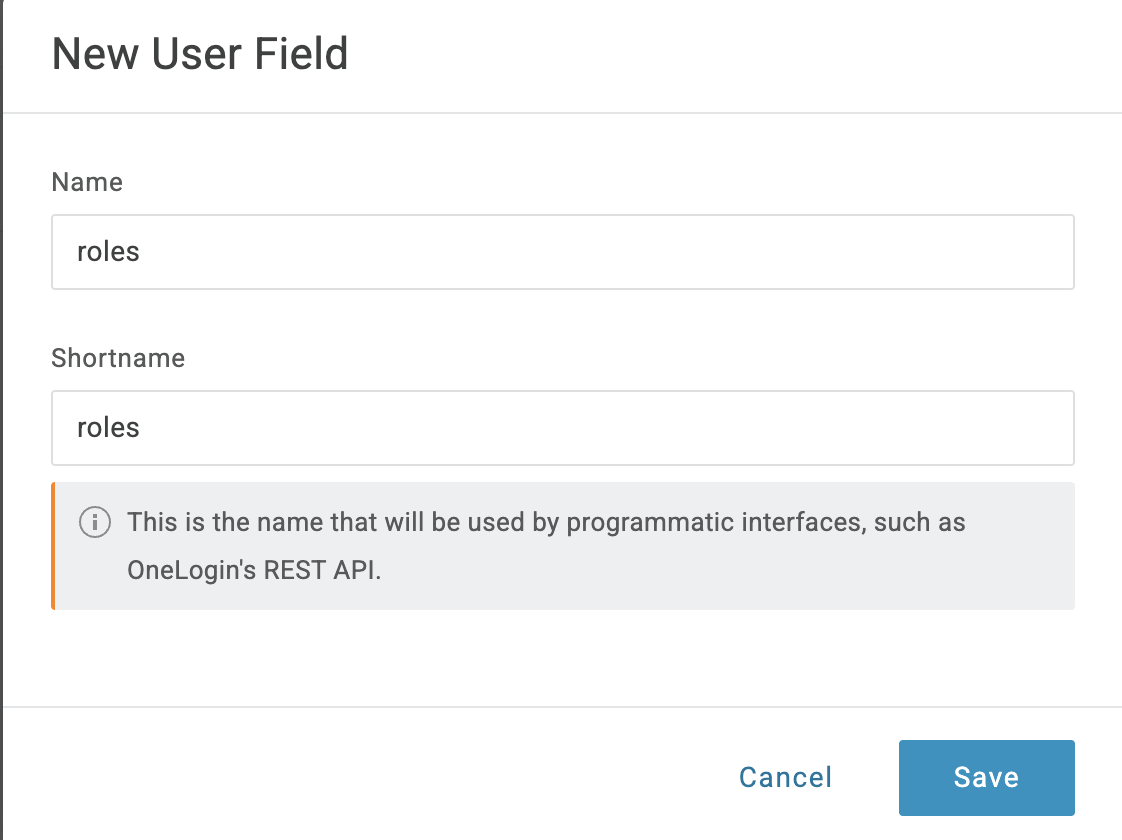 New User Field
Name
roles
Shortname
roles
This is the name that will be used by programmatic interfaces, such as
OneLogin's REST API.
Cancel
Save